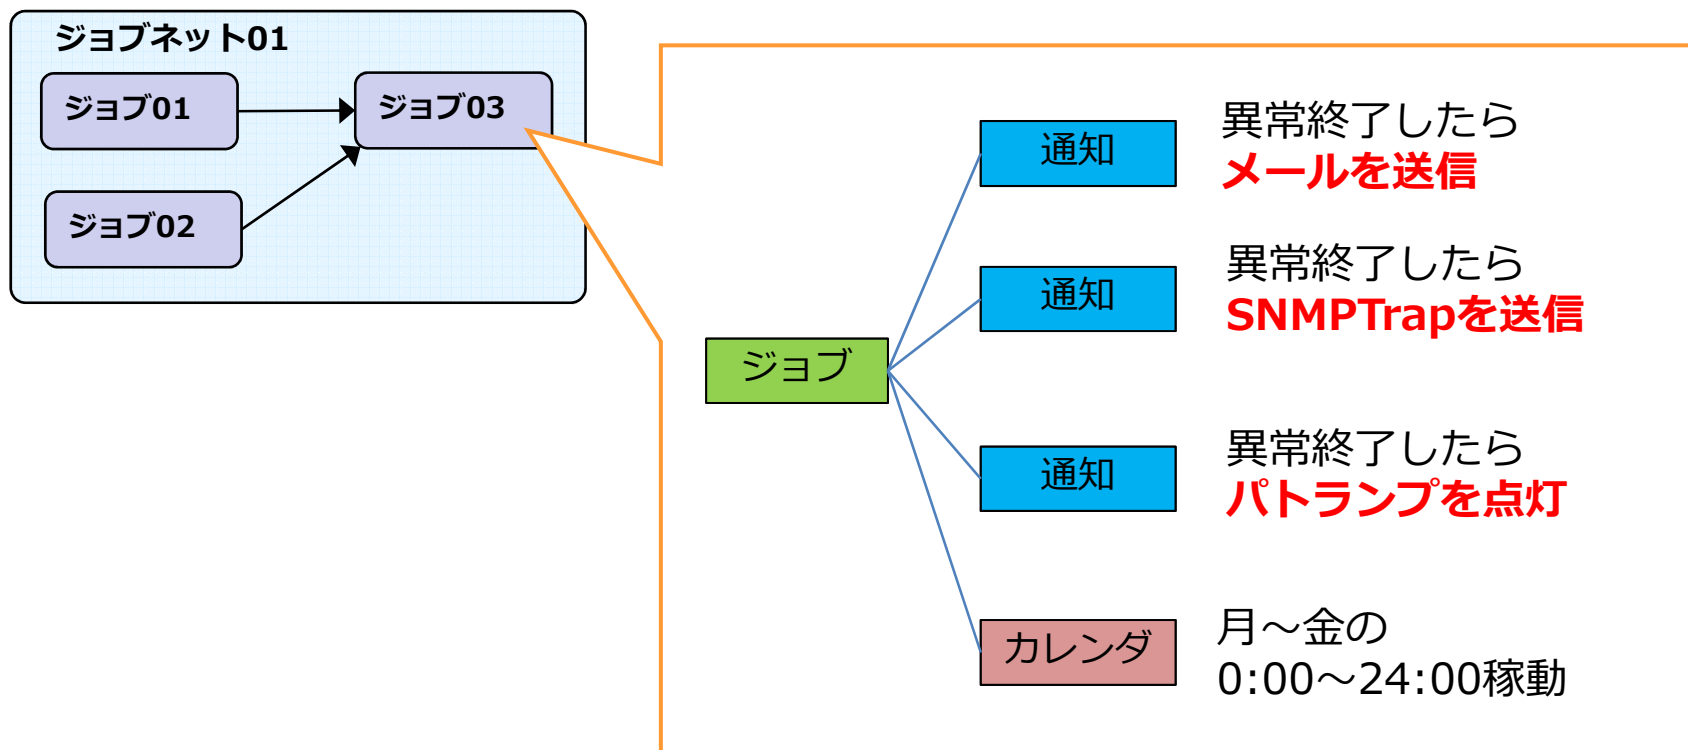 ジョブネット01
ジョブ01
ジョブ03
ジョブ02
通知
異常終了したら
メールを送信
通知
異常終了したら
SNMPTrapを送信
ジョブ
通知
異常終了したら
パトランプを点灯
カレンダ
月～金の
0:00～24:00稼動